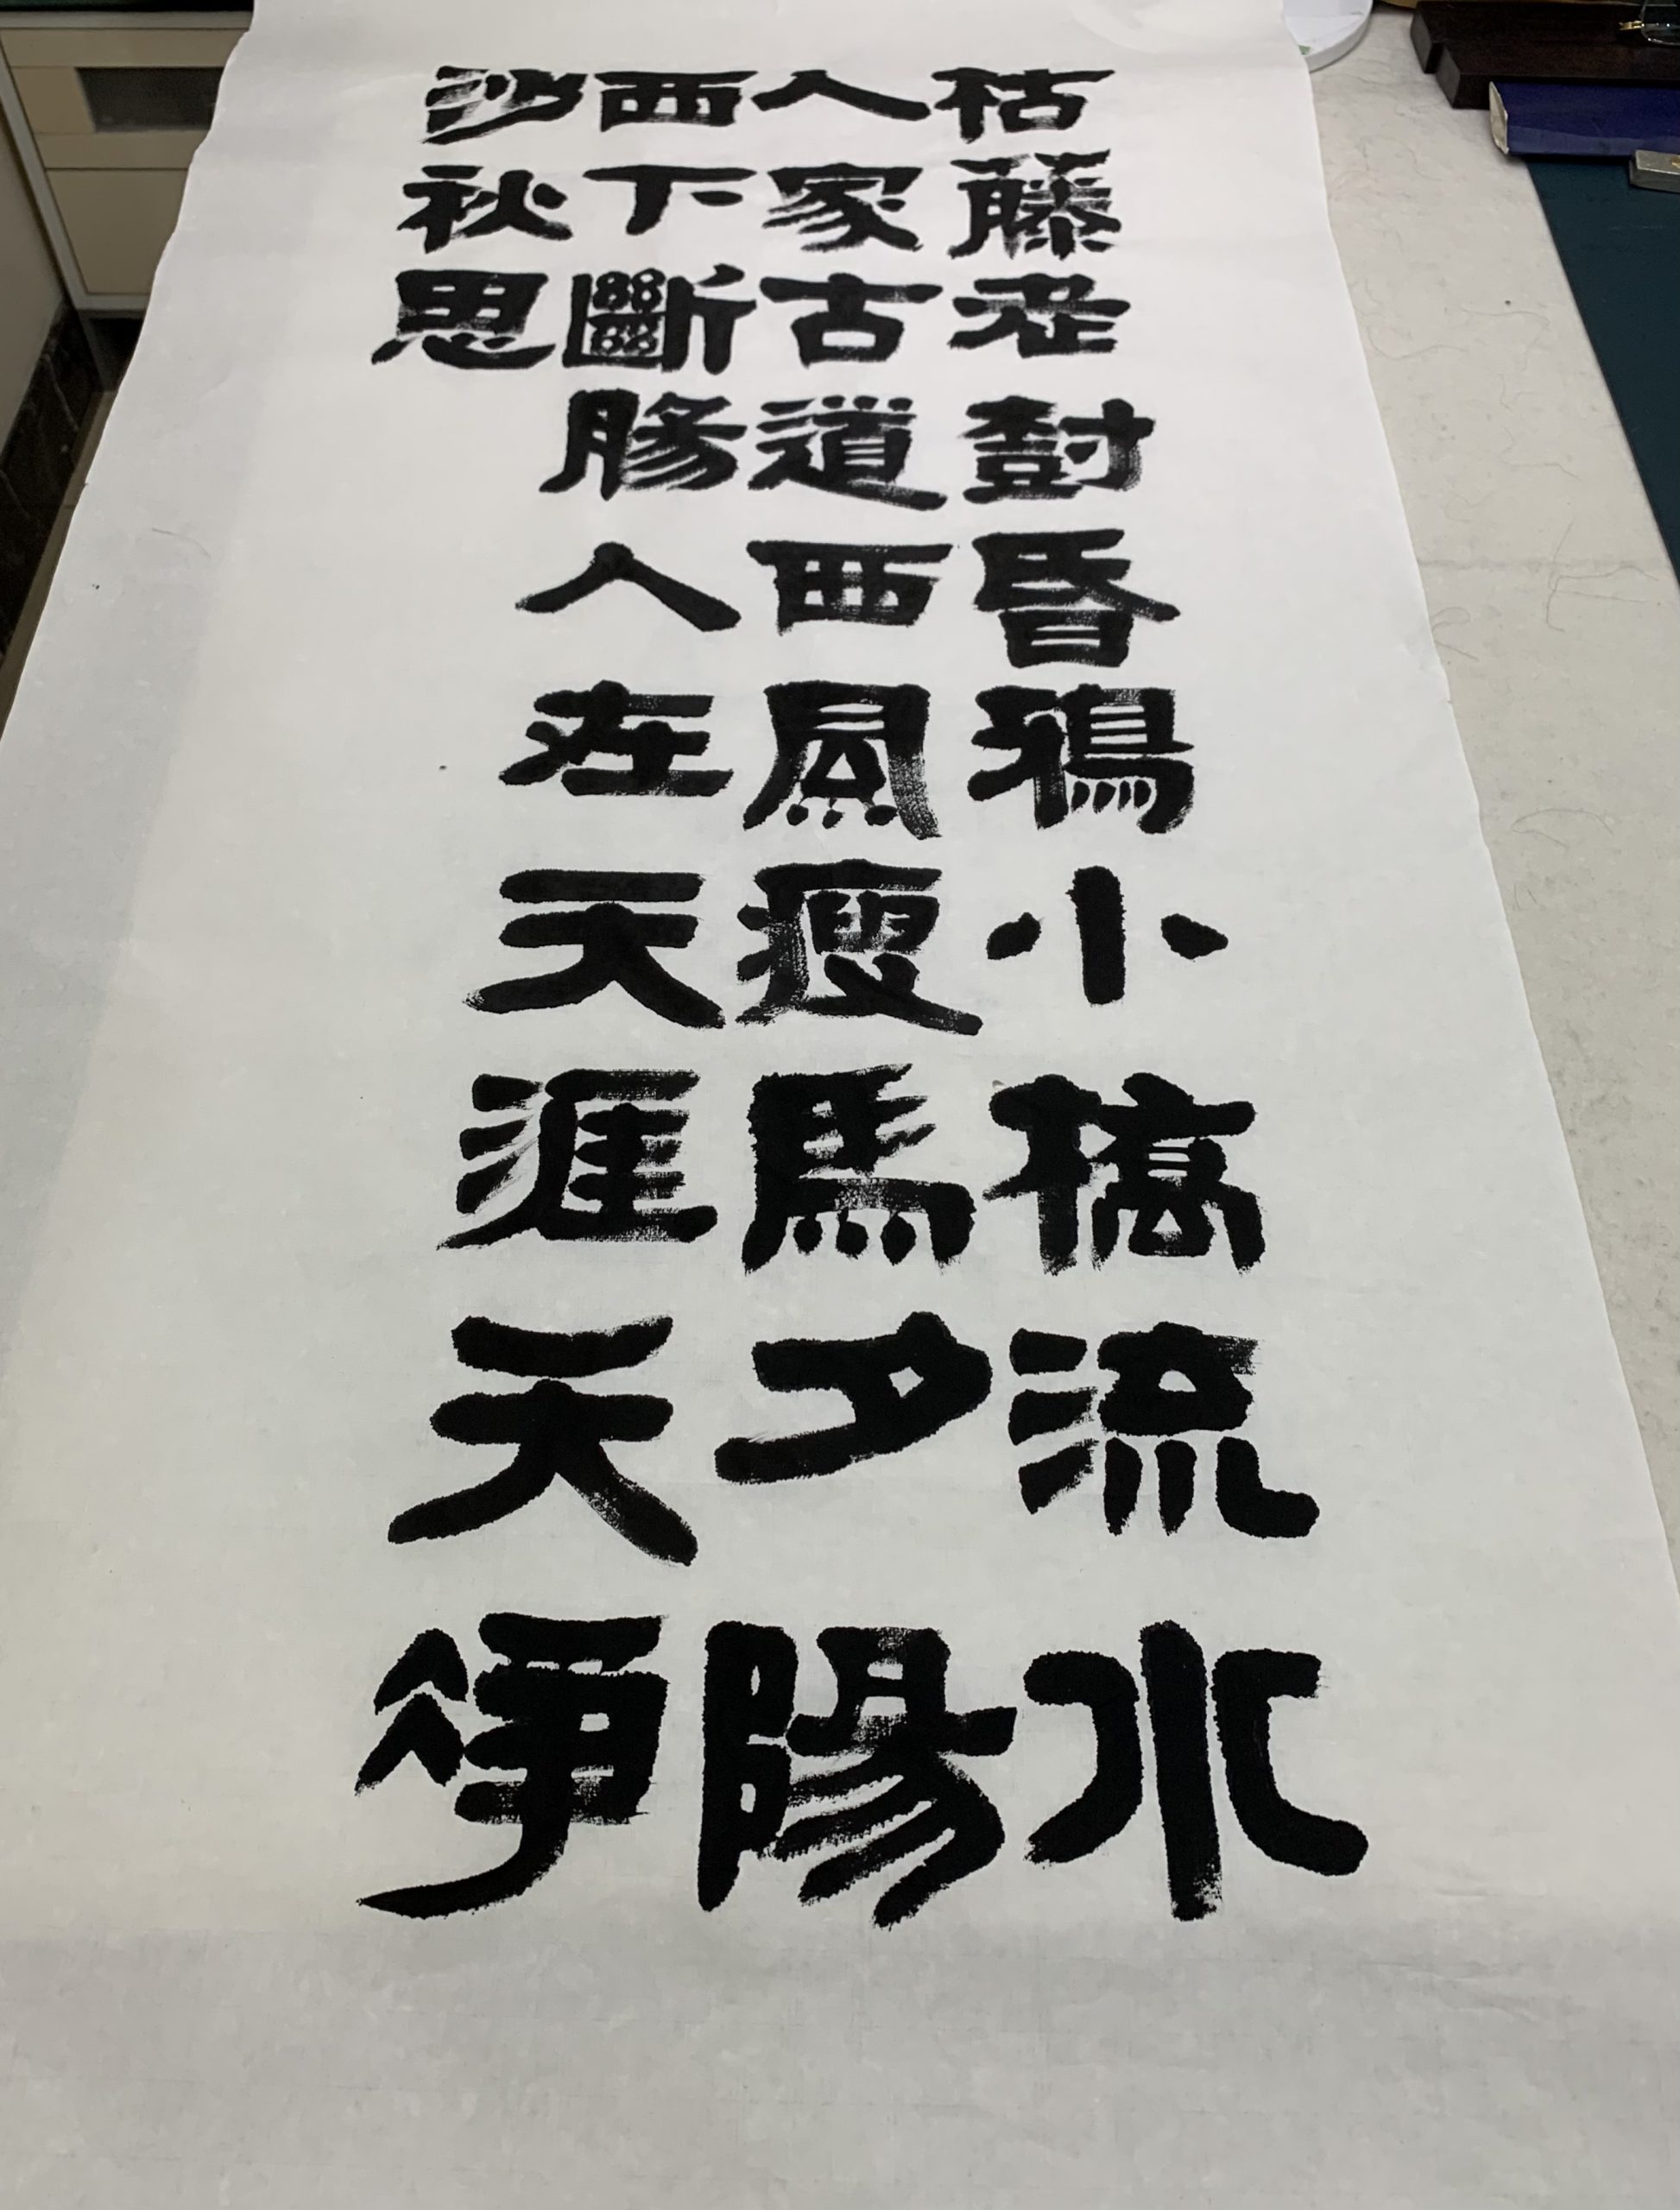 枯藤老樹昏鴉小橋流水
人家古道西風瘦馬夕陽
西下斷腸人在天涯天淨
沙秋思